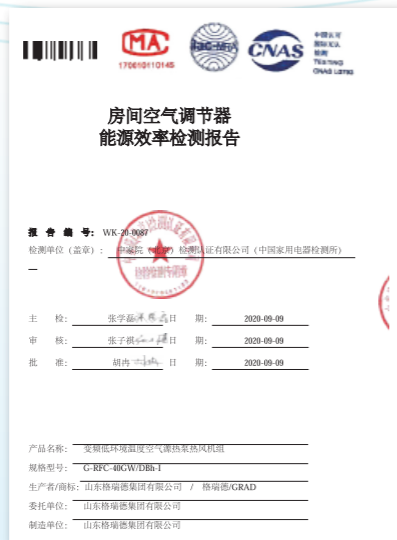 MA
170010110145
ilac-MRA
CNAS
中国认可
国际互认
检测
TESTING
房间空气调节器
能源效率检测报告
报 告 编 号: WK-20-0087
检测单位（盖章）: 中家院（北京）检测认证有限公司（中国家用电器检测所）
主 检: 张学磊 日 期: 2020-09-09
审 核: 张子祺 日 期: 2020-09-09
批 准: 胡冉 日 期: 2020-09-09
产品名称: 变频低环境温度空气源热泵热风机组
规格型号: G-RFC-40GW/DBh-I
生产者/商标: 山东格瑞德集团有限公司 / 格瑞德/GRAD
委托单位: 山东格瑞德集团有限公司
制造单位: 山东格瑞德集团有限公司